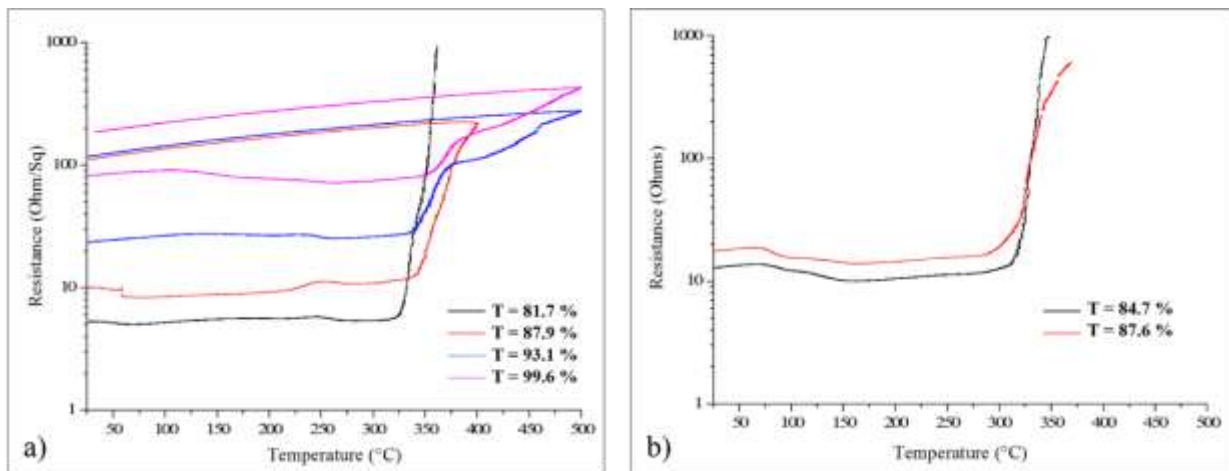 1000
100
10
1
Resistance (Ohm/Sq)
T = 81.7 %
T = 87.9 %
T = 93.1 %
T = 99.6 %
50 100 150 200 250 300 350 400 450 500
Temperature (°C)
a)
1000
100
10
1
Resistance (Ohms)
T = 84.7 %
T = 87.6 %
50 100 150 200 250 300 350 400 450 500
Temperature (°C)
b)